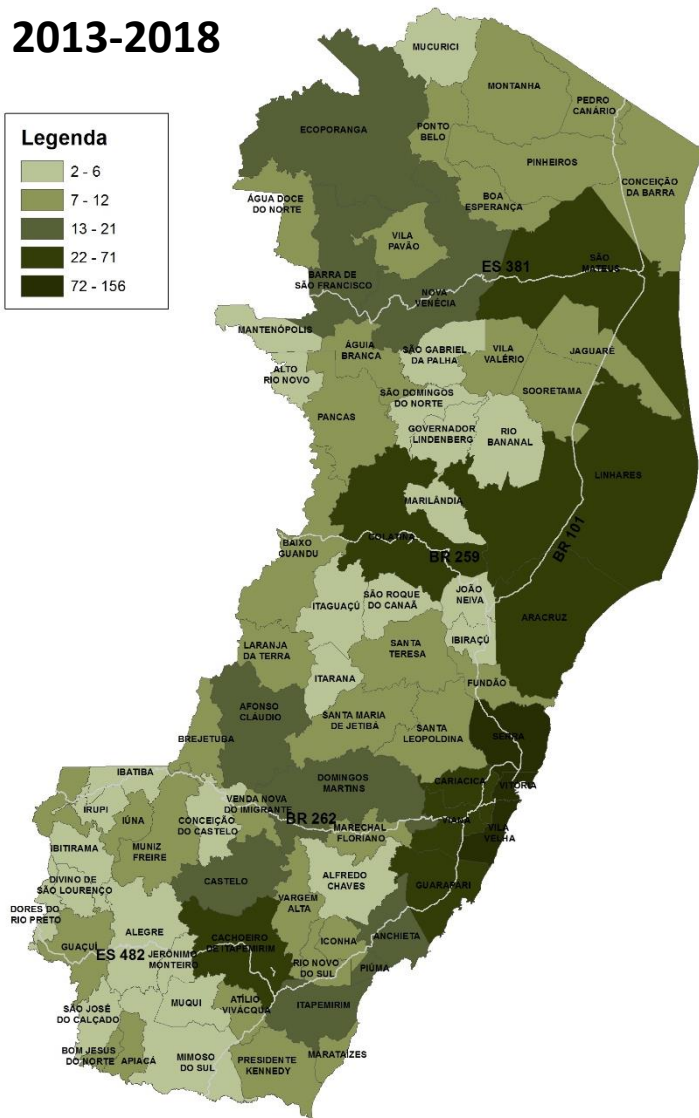 2013-2018
Legenda
2 - 6
7 - 12
13 - 21
22 - 71
72 - 156
MUCURICI
MONTANHA
PEDRO
CANÁRIO
ECOPORANGA
PONTO
BELO
PINHEIROS
CONCEIÇÃO
DA BARRA
ÁGUA DOCE
DO NORTE
BOA
ESPERANÇA
VILA
PAVÃO
SÃO
MATEUS
ES 381
BARRA DE
SÃO FRANCISCO
NOVA
VENÉCIA
MANTENÓPOLIS
ÁGUIA
BRANCA
SÃO GABRIEL
DA PALHA
VILA
VALÉRIO
JAGUARÉ
ALTO
RIO NOVO
SOORETAMA
SÃO DOMINGOS
DO NORTE
PANCAS
GOVERNADOR
LINDENBERG
RIO
BANANAL
LINHARES
MARILÂNDIA
BAIXO
GUANDU
COLATINA
BR 259
BR 101
ITAGUAÇÚ
SÃO ROQUE
DO CANAÃ
JOÃO
NEIVA
ARACRUZ
IBIRAÇÚ
LARANJA
DA TERRA
SANTA
TERESA
ITARANA
FUNDÃO
AFONSO
CLÁUDIO
SANTA MARIA
DE JETIBÁ
SANTA
LEOPOLDINA
SERRA
BREJETUGA
IBATIBA
DOMINGOS
MARTINS
CARIACICA
VITÓRIA
IRUPI
IÚNA
VENDA NOVA
DO IMIGRANTE
BR 262
VIANA
CONCEIÇÃO
DO CASTELO
MARECHAL
FLORIANO
VILA
VELHA
IBITIRAMA
MUNIZ
FREIRE
ALFREDO
CHAVES
DIVINO DE
SÃO LOURENÇO
CASTELO
GUARAPARI
VARGEM
ALTA
DORES DO
RIO PRETO
ALEGRE
CACHOEIRO
DE ITAPEMIRIM
ANCHIETA
GUAÇUÍ
ES 482
JERÔNIMO
MONTEIRO
ICONHA
RIO NOVO
DO SUL
PIÚMA
SÃO JOSÉ
DO CALÇADO
MUQUI
ATÍLIO
VIVACQUA
ITAPEMIRIM
BOM JESUS
DO NORTE
APIACÁ
MIMOSO
DO SUL
PRESIDENTE
KENNEDY
MARATAÍZES